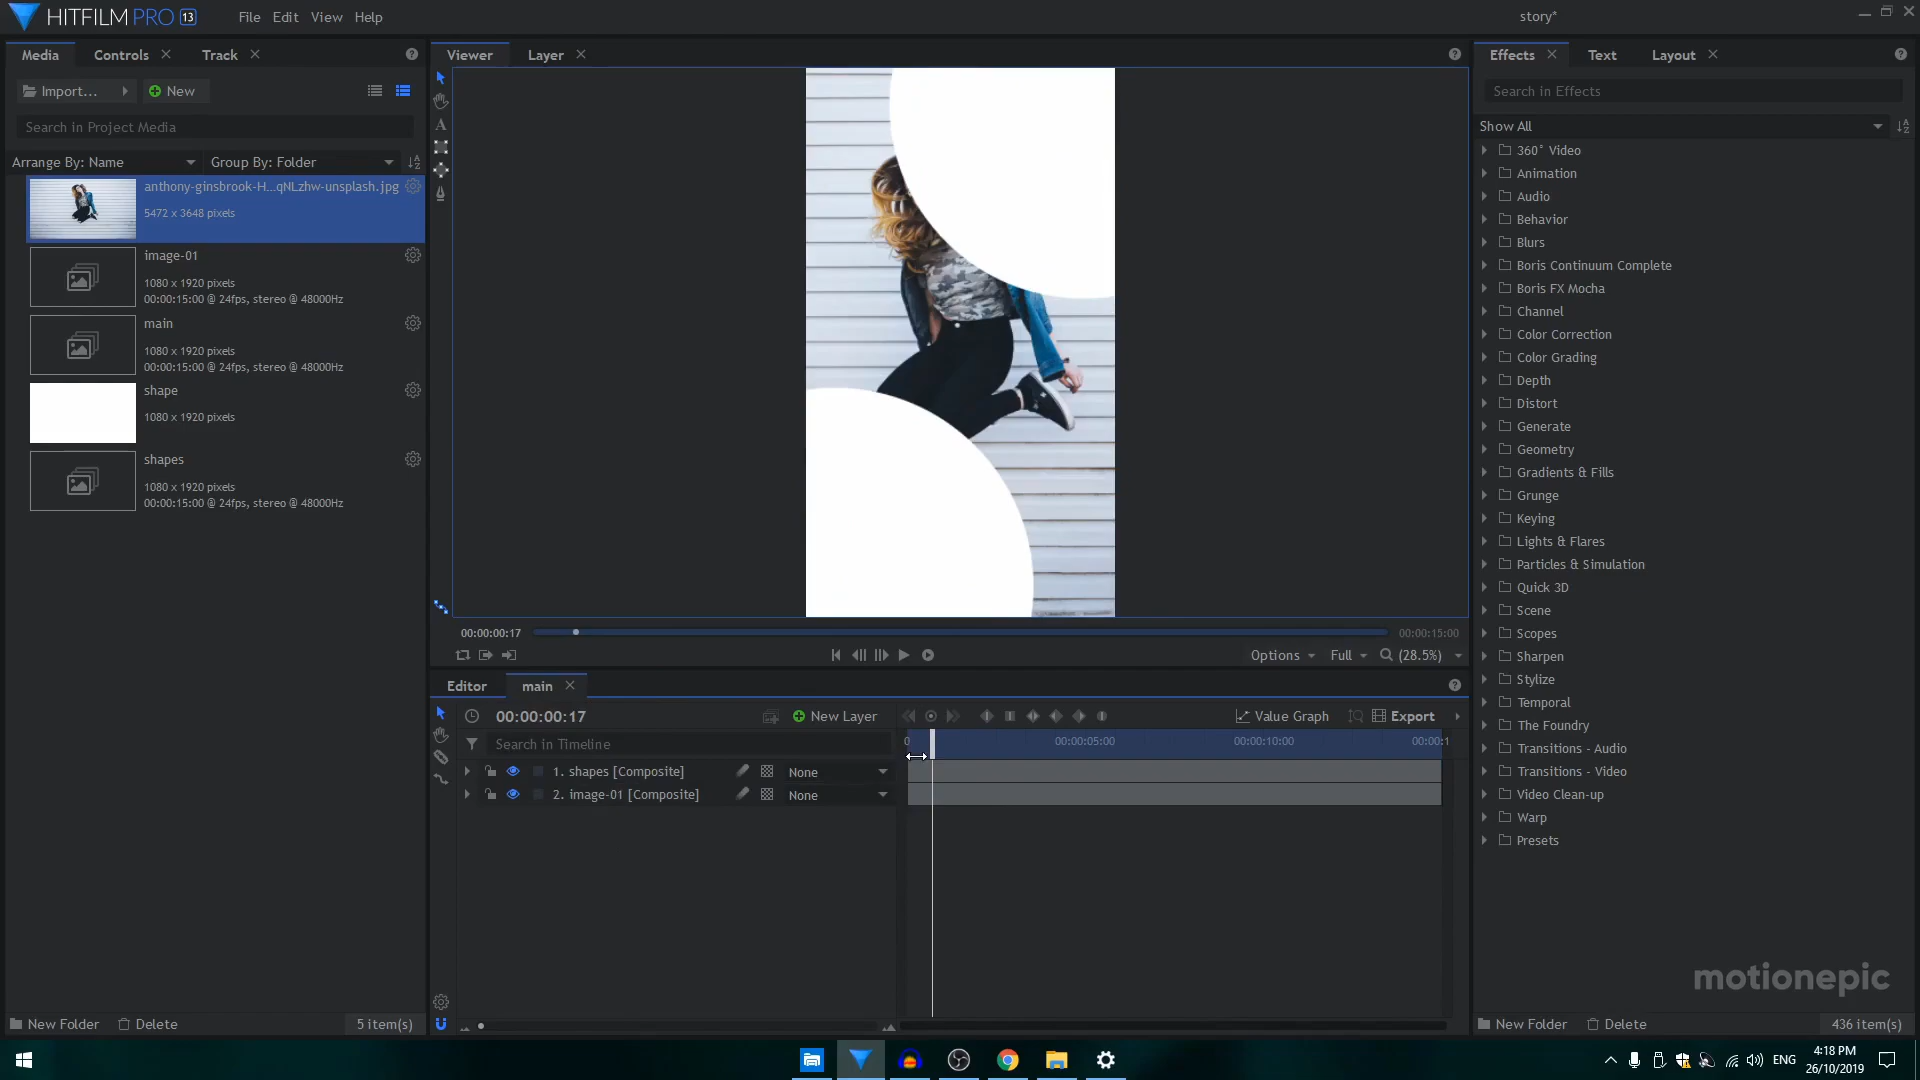 HITFILM PRO 13
File Edit View Help
story*
Media Controls Track
Viewer Layer
Effects Text Layout
Import... New
Search in Project Media
Arrange By: Name Group By: Folder
anthony-ginsbrook-H...qNLzhw-unsplash.jpg
5472 x 3648 pixels
image-01
1080 x 1920 pixels
00:00:15:00 @ 24fps, stereo @ 48000Hz
main
1080 x 1920 pixels
00:00:15:00 @ 24fps, stereo @ 48000Hz
shape
1080 x 1920 pixels
shapes
1080 x 1920 pixels
00:00:15:00 @ 24fps, stereo @ 48000Hz
New Folder Delete 5 item(s)
A
00:00:00:17 00:00:15:00
Options Full (28.5%)
Editor main
00:00:00:17 New Layer Value Graph Export
Search in Timeline
0 00:00:05:00 00:00:10:00 00:00:1
1. shapes [Composite] None
2. image-01 [Composite] None
Search in Effects
Show All
360° Video
Animation
Audio
Behavior
Blurs
Boris Continuum Complete
Boris FX Mocha
Channel
Color Correction
Color Grading
Depth
Distort
Generate
Geometry
Gradients & Fills
Grunge
Keying
Lights & Flares
Particles & Simulation
Quick 3D
Scene
Scopes
Sharpen
Stylize
Temporal
The Foundry
Transitions - Audio
Transitions - Video
Video Clean-up
Warp
Presets
motionepic
New Folder Delete 436 item(s)
ENG
4:18 PM
26/10/2019